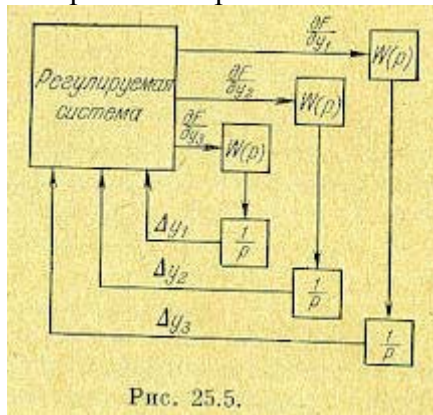 ∂F/∂y₁
W(p)
Регулируемая
система
∂F/∂y₂
W(p)
∂F/∂y₃
W(p)
Δy₁
1/p
Δy₂
1/p
Δy₃
1/p
Рис. 25.5.